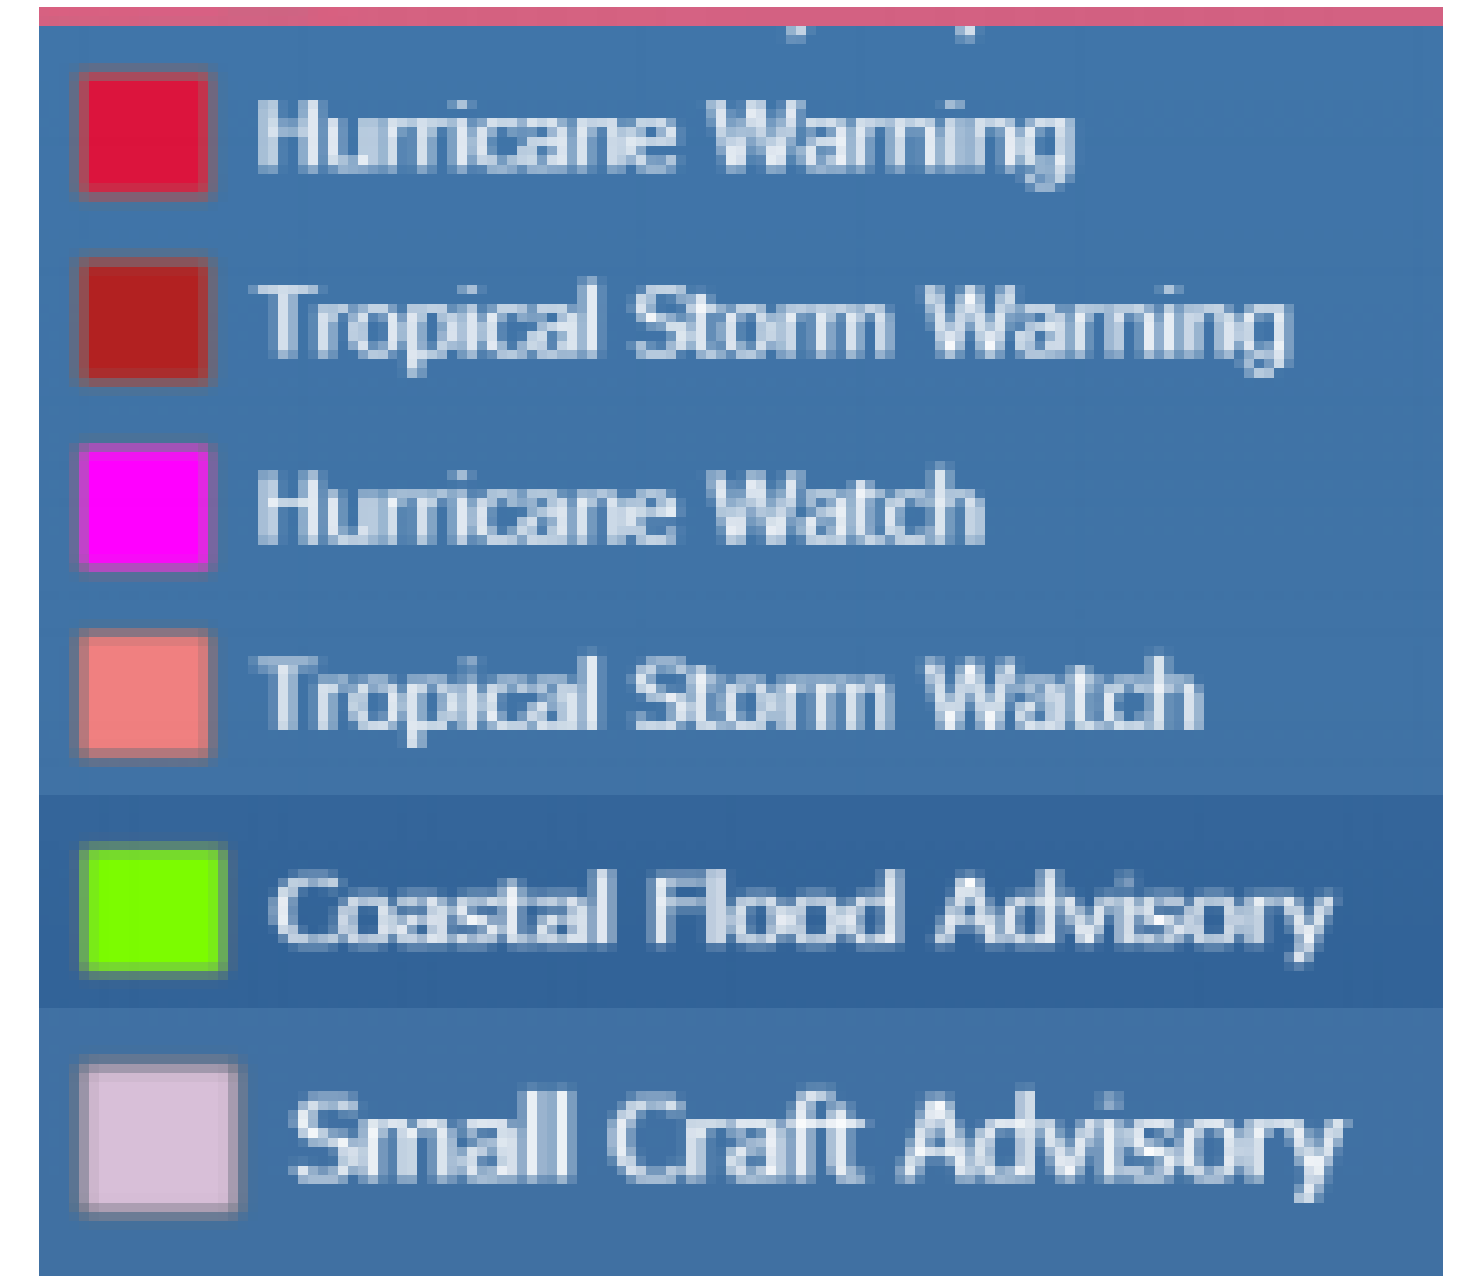 Hurricane Warning
Tropical Storm Warning
Hurricane Watch
Tropical Storm Watch
Coastal Flood Advisory
Small Craft Advisory